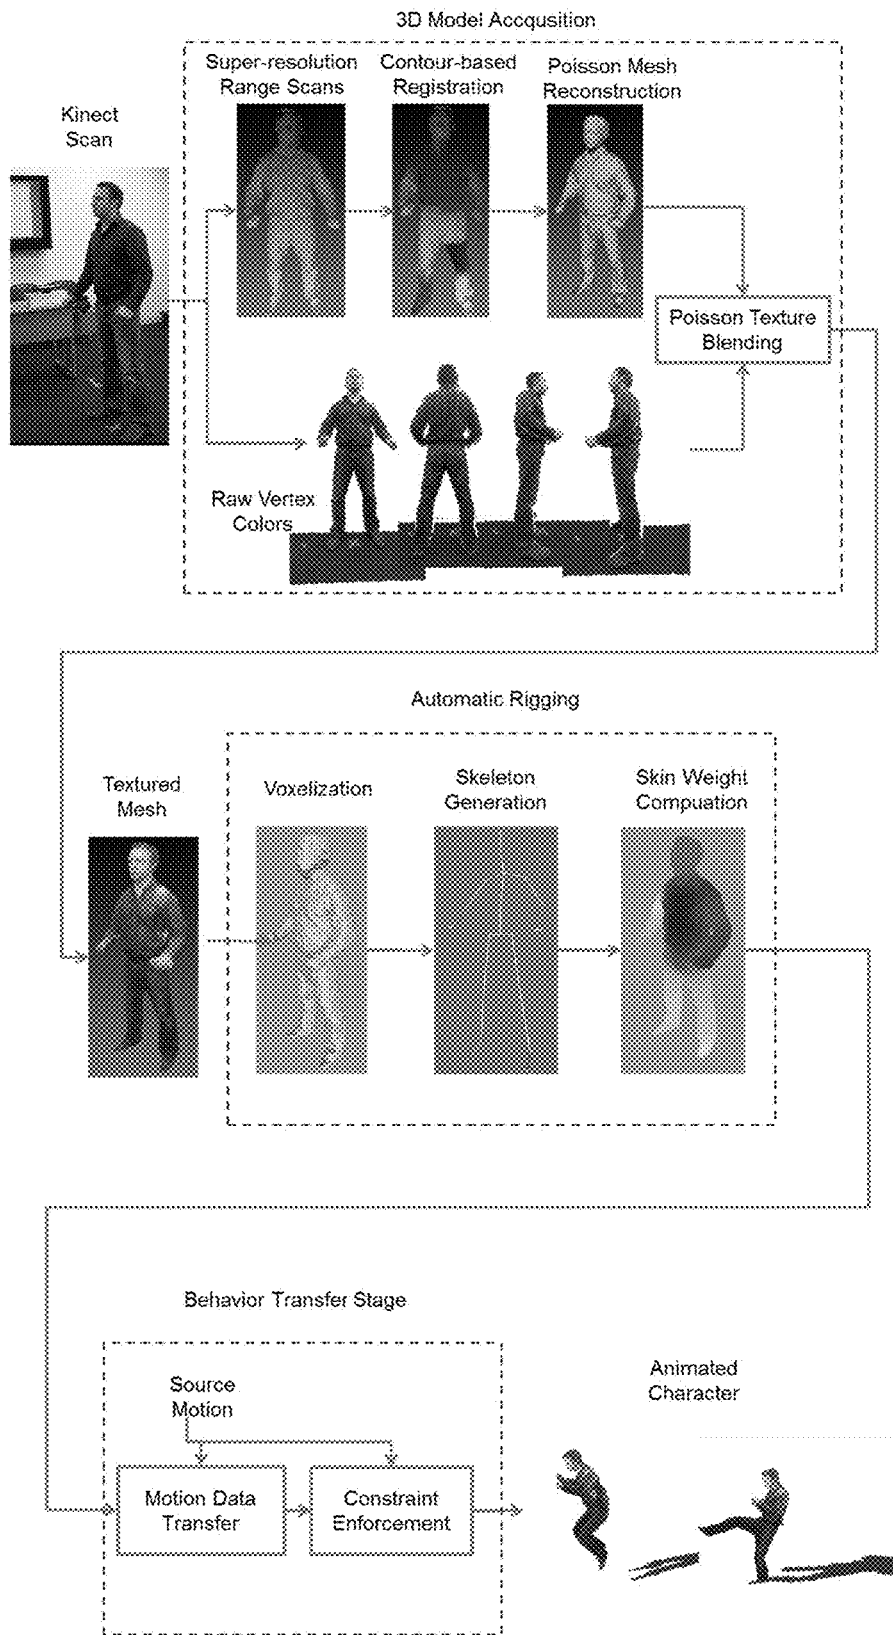 3D Model Accqusition
Super-resolution
Range Scans
Contour-based
Registration
Poisson Mesh
Reconstruction
Kinect
Scan
Poisson Texture
Blending
Raw Vertex
Colors
Automatic Rigging
Textured
Mesh
Voxelization
Skeleton
Generation
Skin Weight
Compuation
Behavior Transfer Stage
Source
Motion
Animated
Character
Motion Data
Transfer
Constraint
Enforcement